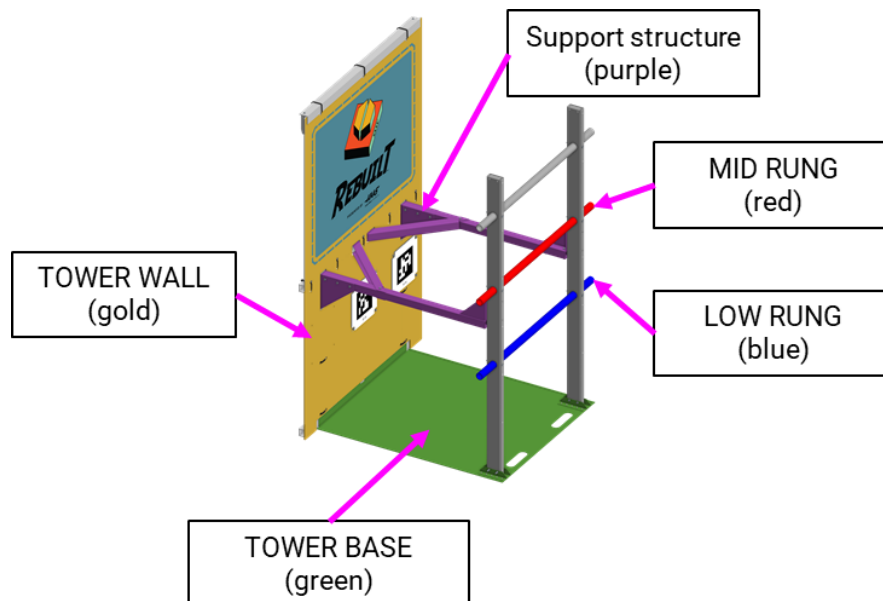 Support structure
(purple)
REBUILT
MID RUNG
(red)
TOWER WALL
(gold)
LOW RUNG
(blue)
TOWER BASE
(green)